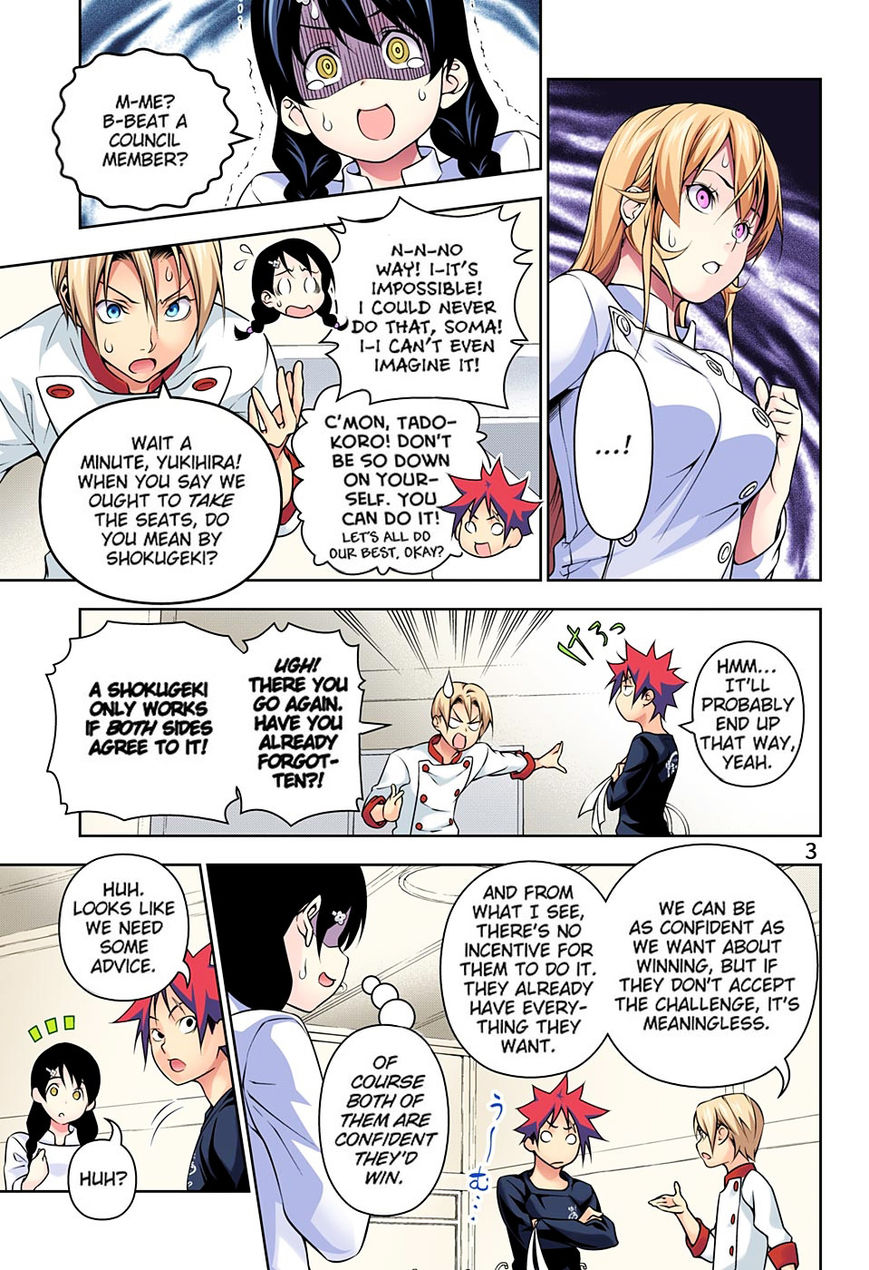 ...!
M-ME?
B-BEAT A
COUNCIL
MEMBER?
N-N-NO
WAY! I-IT'S
IMPOSSIBLE!
I COULD NEVER
DO THAT, SOMA!
I-I CAN'T EVEN
IMAGINE IT!
C'MON, TADO-
KORO! DON'T
BE SO DOWN
ON YOUR-
SELF. YOU
CAN DO IT!
LET'S ALL DO
OUR BEST, OKAY?
WAIT A
MINUTE, YUKIHIRA!
WHEN YOU SAY WE
OUGHT TO TAKE
THE SEATS, DO
YOU MEAN BY
SHOKUGEKI?
HMM...
IT'LL
PROBABLY
END UP
THAT WAY,
YEAH.
けろっ
UGH!
THERE YOU
GO AGAIN.
HAVE YOU
ALREADY
FORGOT-
TEN?!
A SHOKUGEKI
ONLY WORKS
IF BOTH SIDES
AGREE TO IT!
3
WE CAN BE
AS CONFIDENT AS
WE WANT ABOUT
WINNING, BUT IF
THEY DON'T ACCEPT
THE CHALLENGE, IT'S
MEANINGLESS.
AND FROM
WHAT I SEE,
THERE'S NO
INCENTIVE FOR
THEM TO DO IT.
THEY ALREADY
HAVE EVERY-
THING THEY
WANT.
う〜む…
OF
COURSE
BOTH OF
THEM ARE
CONFIDENT
THEY'D
WIN.
HUH.
LOOKS LIKE
WE NEED
SOME
ADVICE.
HUH?